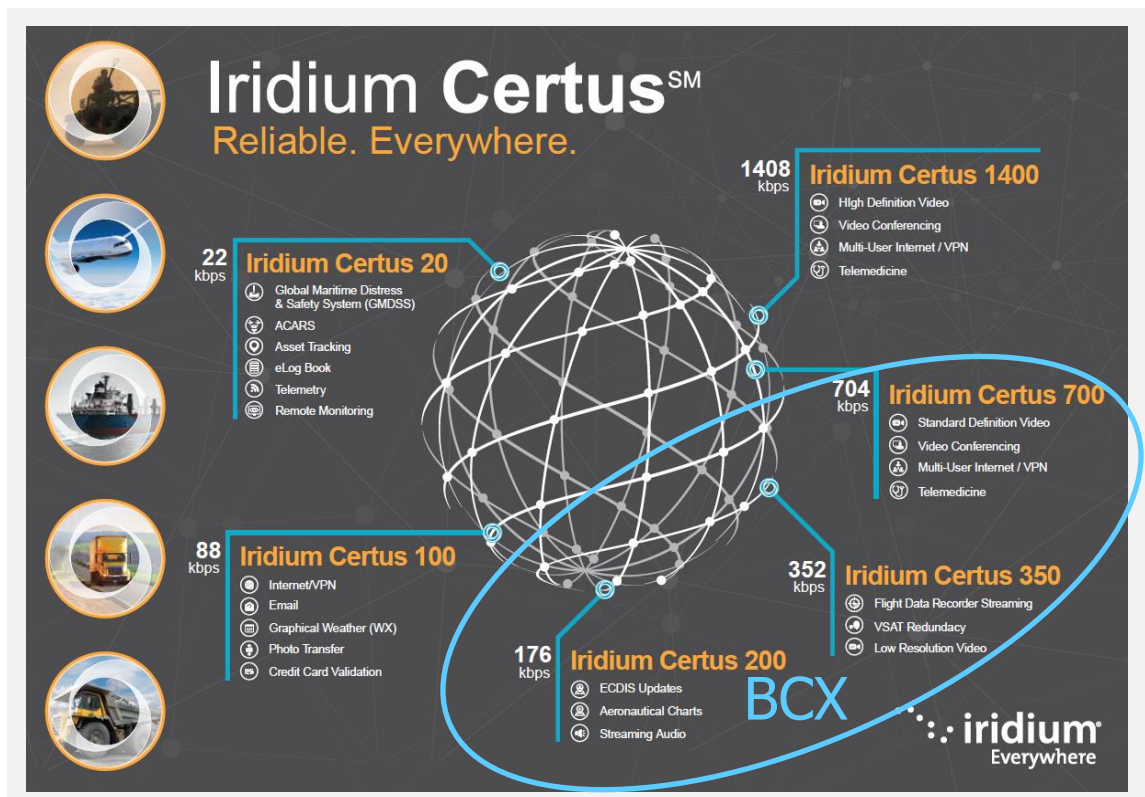 Iridium Certus℠
Reliable. Everywhere.
22
kbps
Iridium Certus 20
Global Maritime Distress
& Safety System (GMDSS)
ACARS
Asset Tracking
eLog Book
Telemetry
Remote Monitoring
88
kbps
Iridium Certus 100
Internet/VPN
Email
Graphical Weather (WX)
Photo Transfer
Credit Card Validation
176
kbps
Iridium Certus 200
ECDIS Updates
Aeronautical Charts
Streaming Audio
BCX
352
kbps
Iridium Certus 350
Flight Data Recorder Streaming
VSAT Redundacy
Low Resolution Video
704
kbps
Iridium Certus 700
Standard Definition Video
Video Conferencing
Multi-User Internet / VPN
Telemedicine
1408
kbps
Iridium Certus 1400
HIgh Definition Video
Video Conferencing
Multi-User Internet / VPN
Telemedicine
iridium
Everywhere